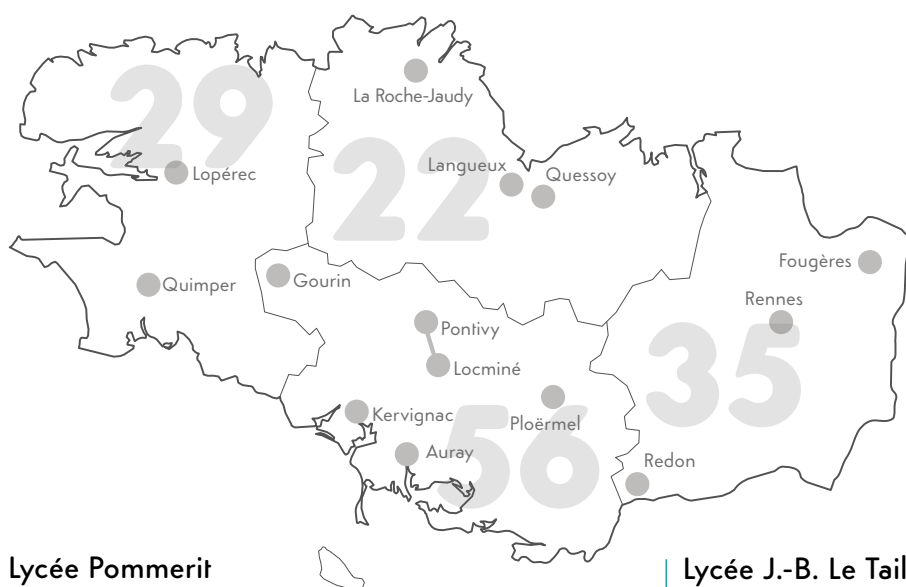 29
La Roche-Jaudy
22
Langueux
Quessoy
Lopérec
Fougères
Quimper
Gourin
Rennes
Pontivy
35
Locminé
Kervignac
Ploërmel
Auray
56
Redon
Lycée Pommerit
Lycée J.-B. Le Tail